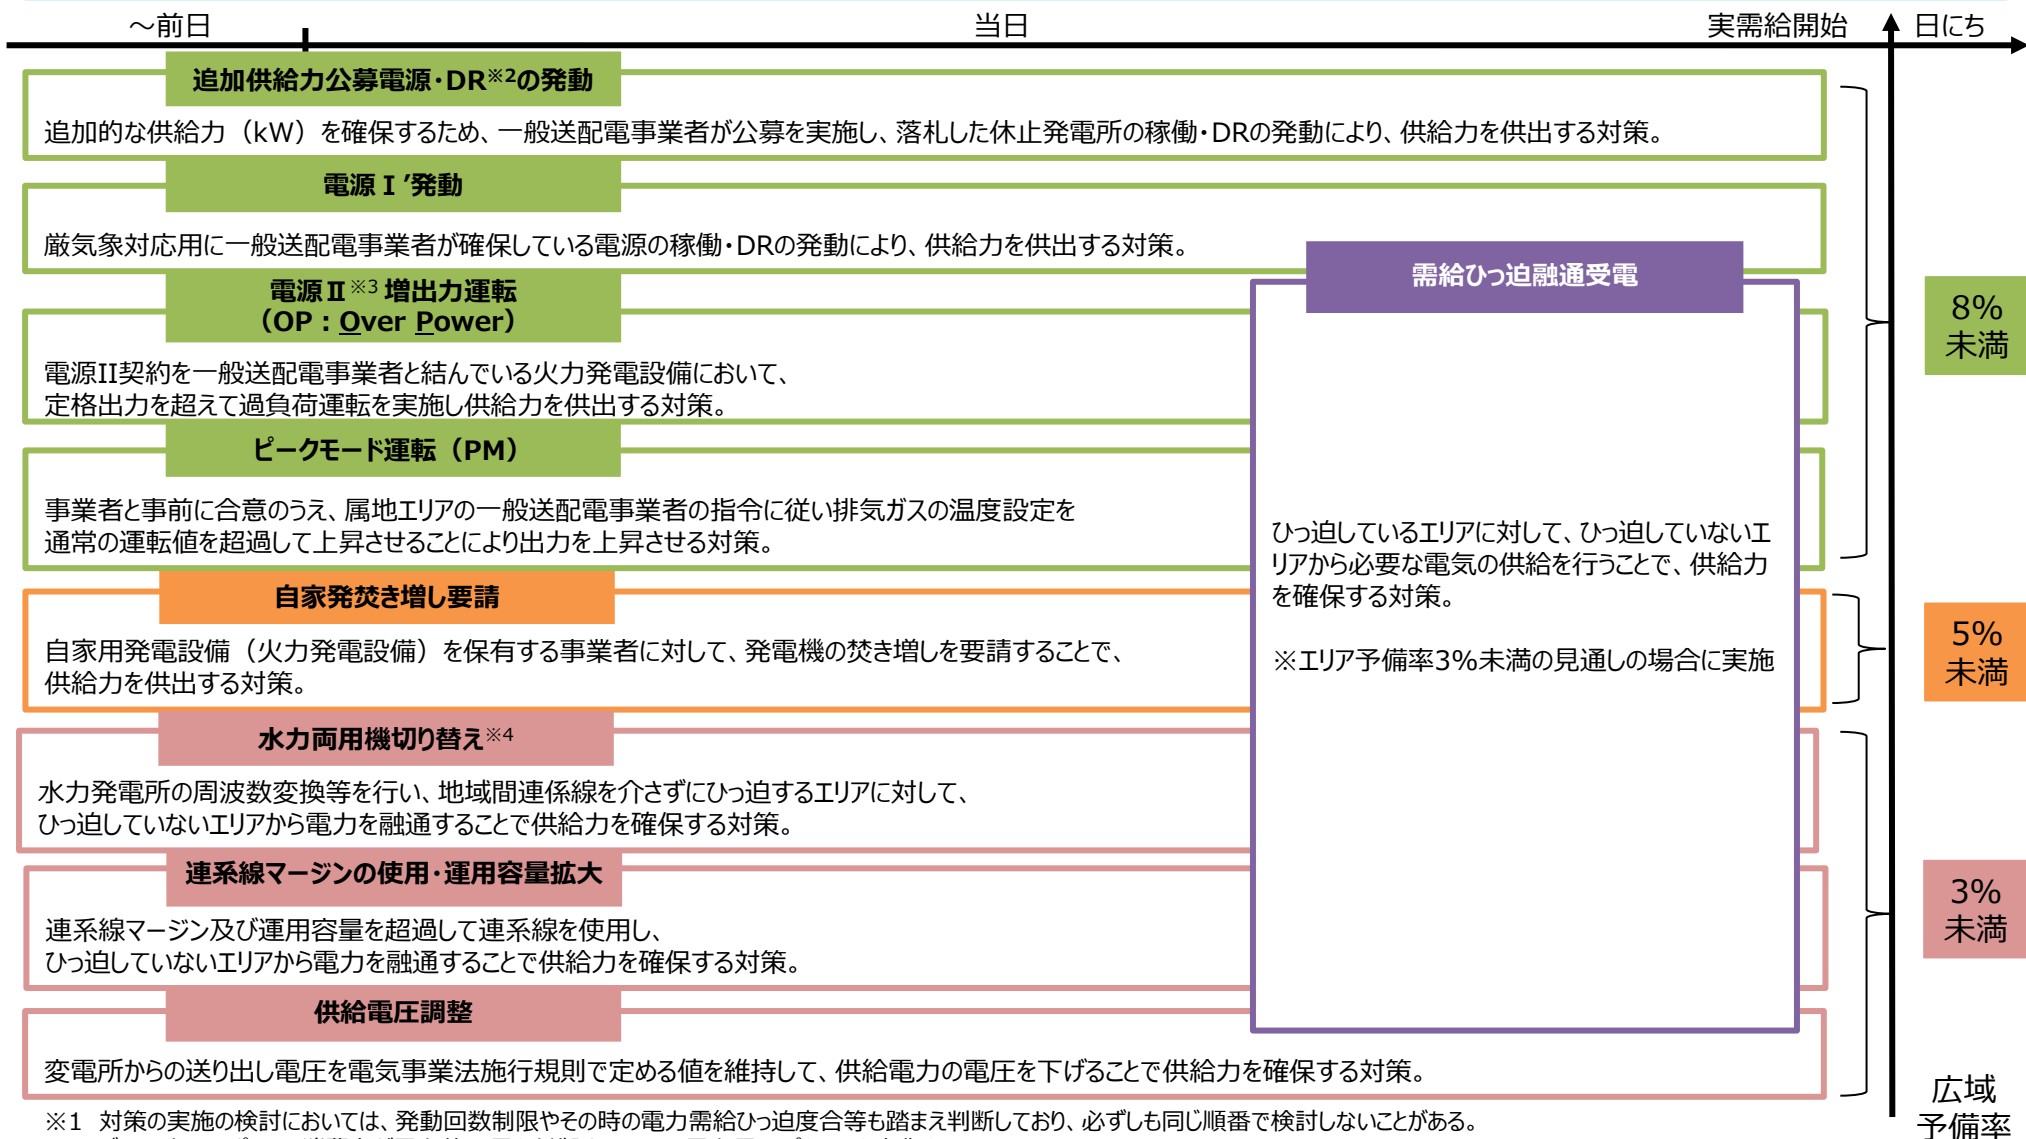 ～前日
当日
実需給開始
日にち
追加供給力公募電源・DR※2の発動
追加的な供給力（kW）を確保するため、一般送配電事業者が公募を実施し、落札した休止発電所の稼働・DRの発動により、供給力を供出する対策。
電源Ⅰ’発動
厳気象対応用に一般送配電事業者が確保している電源の稼働・DRの発動により、供給力を供出する対策。
電源Ⅱ※3 増出力運転
（OP：Over Power）
電源II契約を一般送配電事業者と結んでいる火力発電設備において、
定格出力を超えて過負荷運転を実施し供給力を供出する対策。
ピークモード運転（PM）
事業者と事前に合意のうえ、属地エリアの一般送配電事業者の指令に従い排気ガスの温度設定を
通常の運転値を超過して上昇させることにより出力を上昇させる対策。
自家発焚き増し要請
自家用発電設備（火力発電設備）を保有する事業者に対して、発電機の焚き増しを要請することで、
供給力を供出する対策。
水力両用機切り替え※4
水力発電所の周波数変換等を行い、地域間連係線を介さずにひっ迫するエリアに対して、
ひっ迫していないエリアから電力を融通することで供給力を確保する対策。
連系線マージンの使用・運用容量拡大
連系線マージン及び運用容量を超過して連系線を使用し、
ひっ迫していないエリアから電力を融通することで供給力を確保する対策。
供給電圧調整
変電所からの送り出し電圧を電気事業法施行規則で定める値を維持して、供給電力の電圧を下げることで供給力を確保する対策。
需給ひっ迫融通受電
ひっ迫しているエリアに対して、ひっ迫していないエ
リアから必要な電気の供給を行うことで、供給力
を確保する対策。
※エリア予備率3%未満の見通しの場合に実施
8%
未満
5%
未満
3%
未満
広域
予備率
※1 対策の実施の検討においては、発動回数制限やその時の電力需給ひっ迫度合等も踏まえ判断しており、必ずしも同じ順番で検討しないことがある。